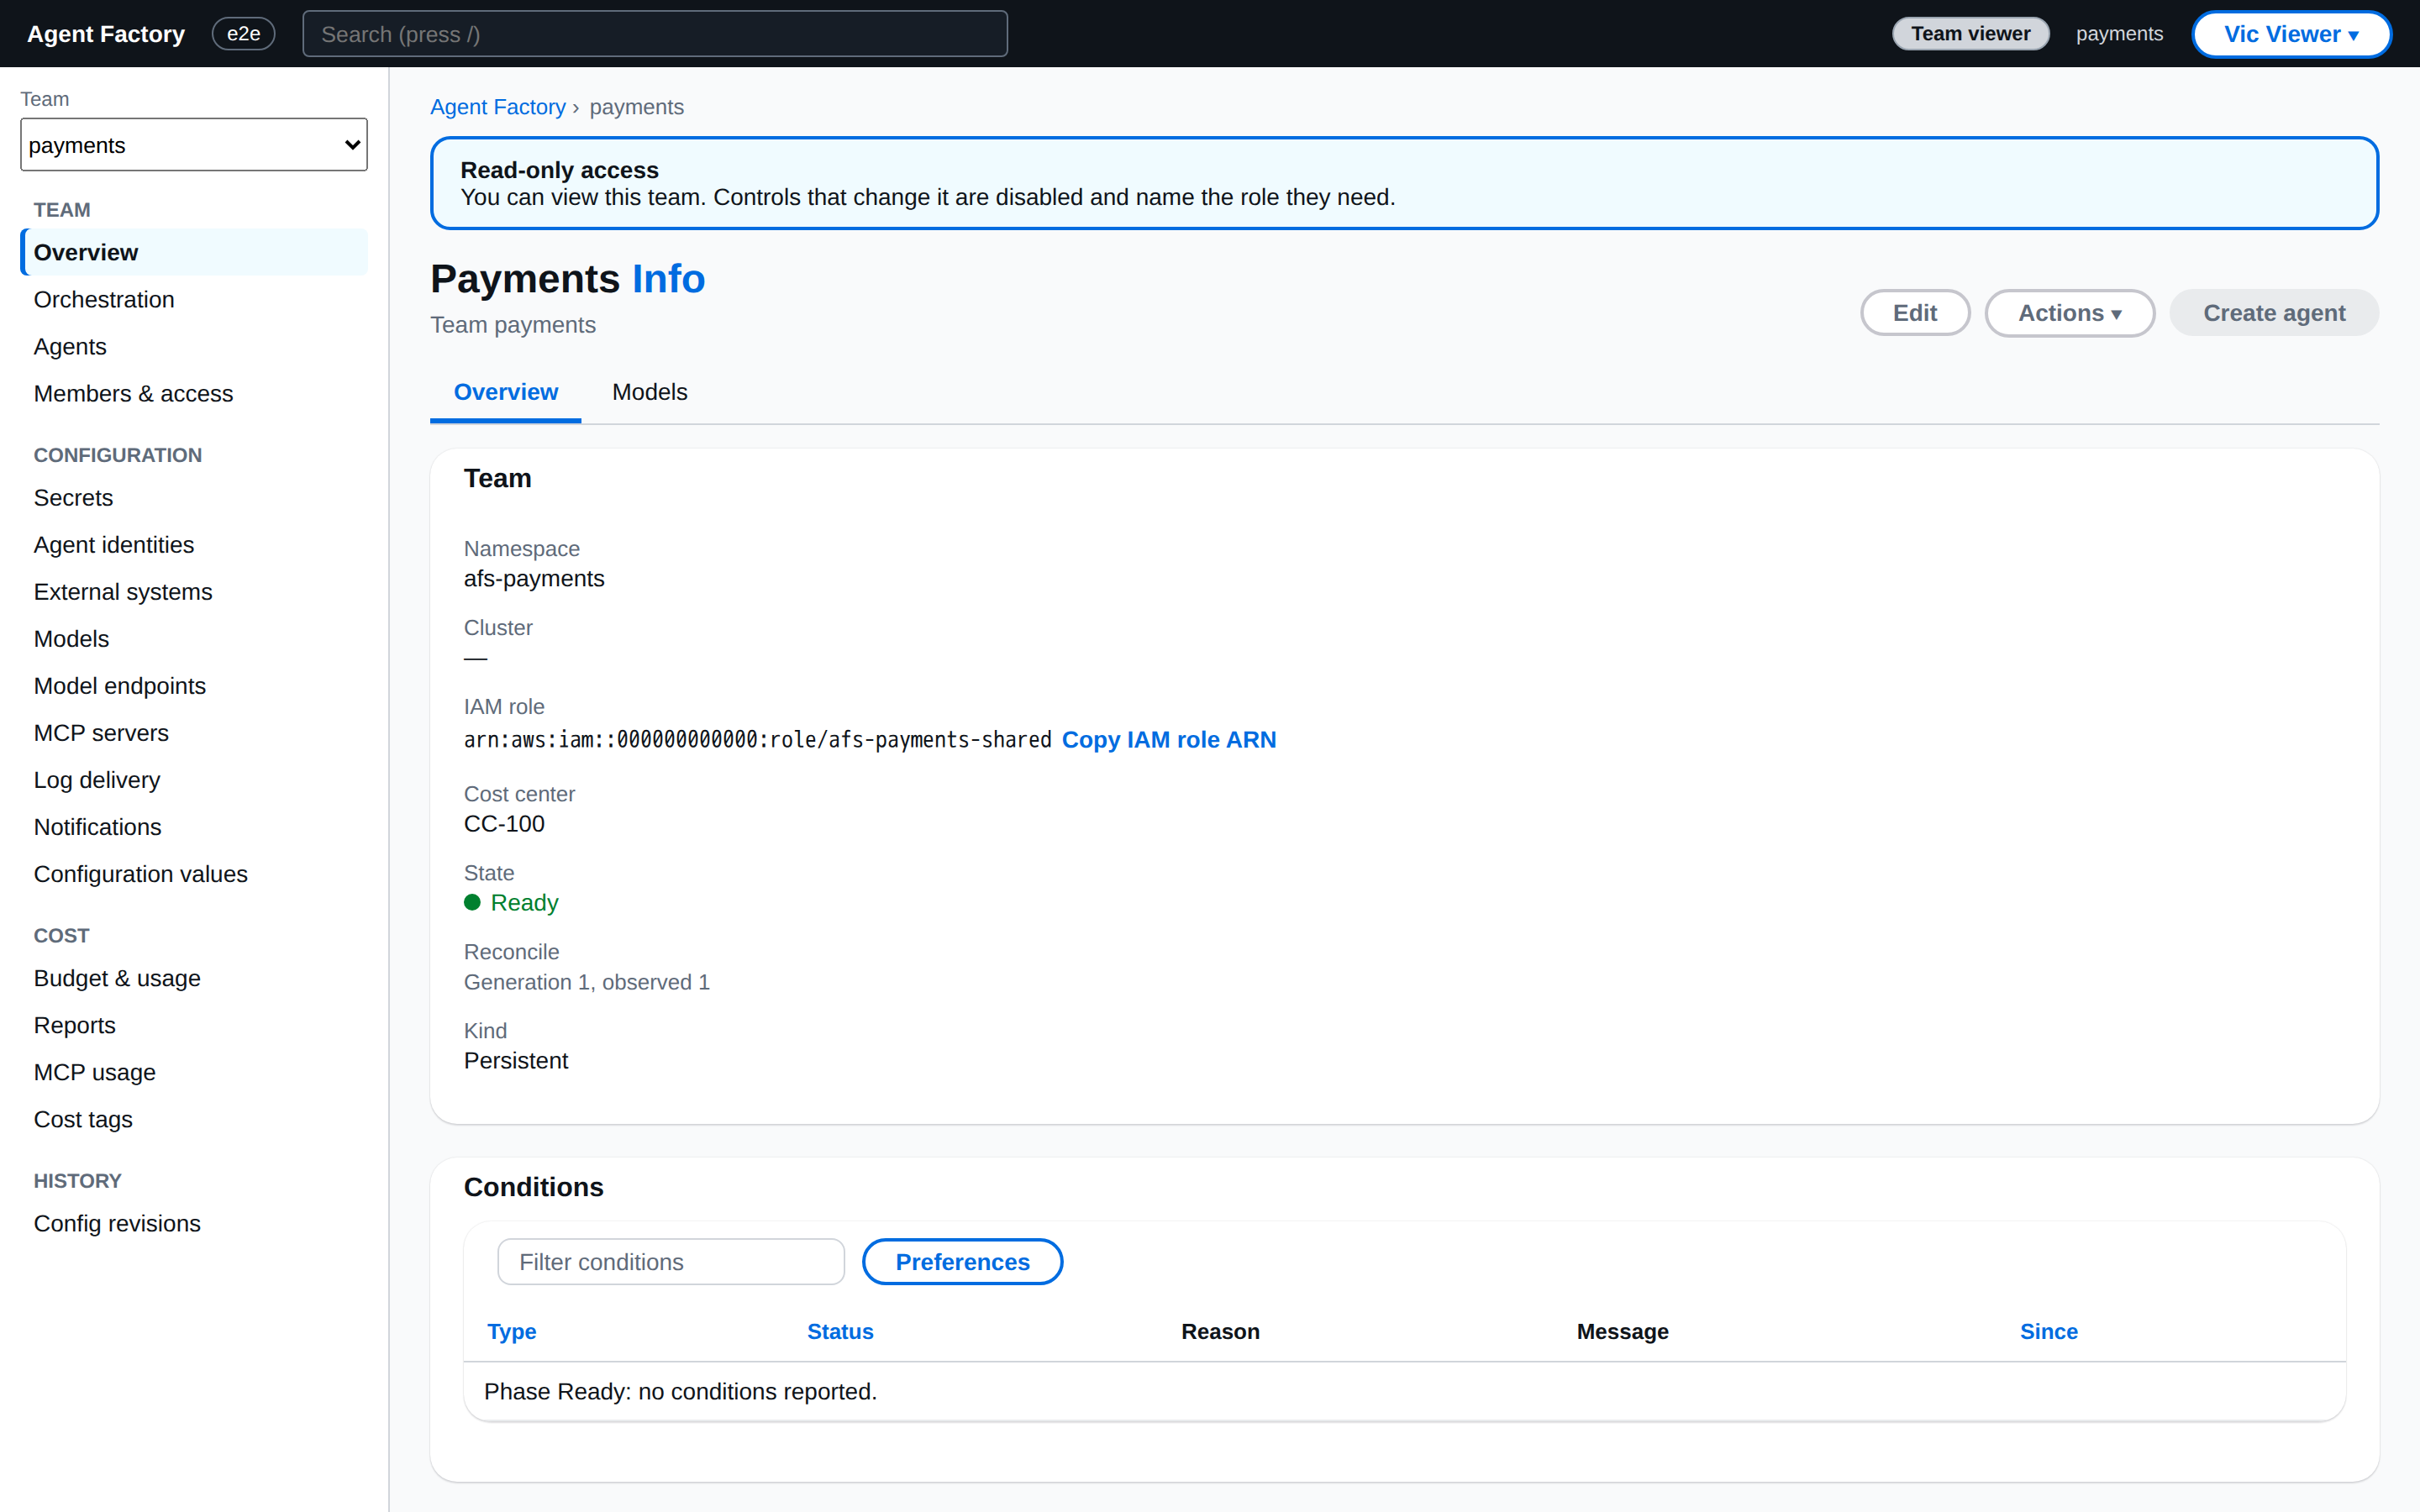 Agent Factory
e2e
Search (press /)
Team viewer
payments
Vic Viewer ▾
Team
payments
TEAM
Overview
Orchestration
Agents
Members & access
CONFIGURATION
Secrets
Agent identities
External systems
Models
Model endpoints
MCP servers
Log delivery
Notifications
Configuration values
COST
Budget & usage
Reports
MCP usage
Cost tags
HISTORY
Config revisions
Agent Factory › payments
Read-only access
You can view this team. Controls that change it are disabled and name the role they need.
Payments Info
Team payments
Edit
Actions ▾
Create agent
Overview
Models
Team
Namespace
afs-payments
Cluster
—
IAM role
arn:aws:iam::000000000000:role/afs-payments-shared Copy IAM role ARN
Cost center
CC-100
State
Ready
Reconcile
Generation 1, observed 1
Kind
Persistent
Conditions
Filter conditions
Preferences
Type Status Reason Message Since
Phase Ready: no conditions reported.